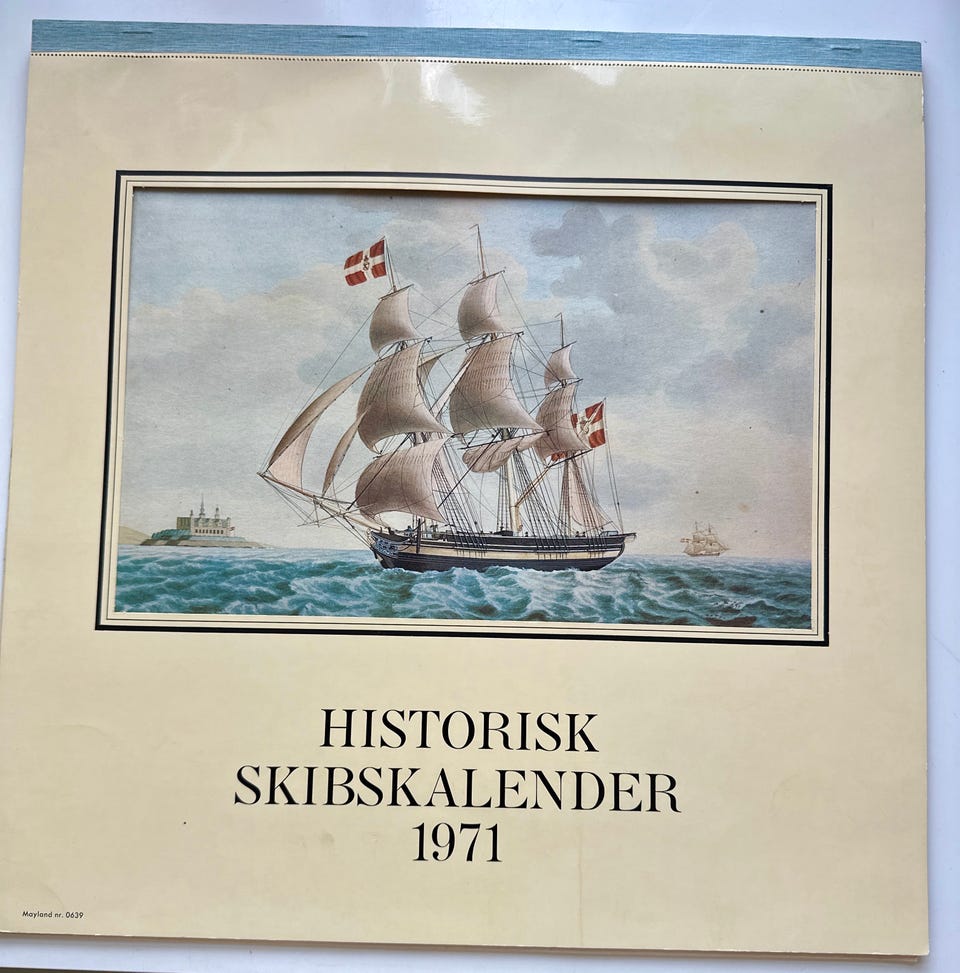 HISTORISK
SKIBSKALENDER
1971
Mayland nr. 0639